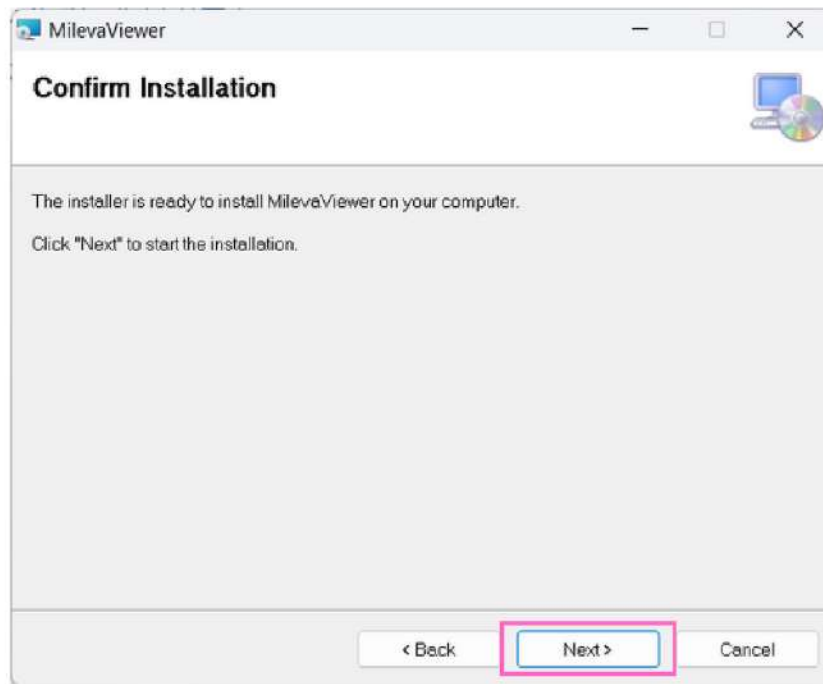 MilevaViewer
Confirm Installation
The installer is ready to install MilevaViewer on your computer.
Click "Next" to start the installation.
< Back
Next >
Cancel